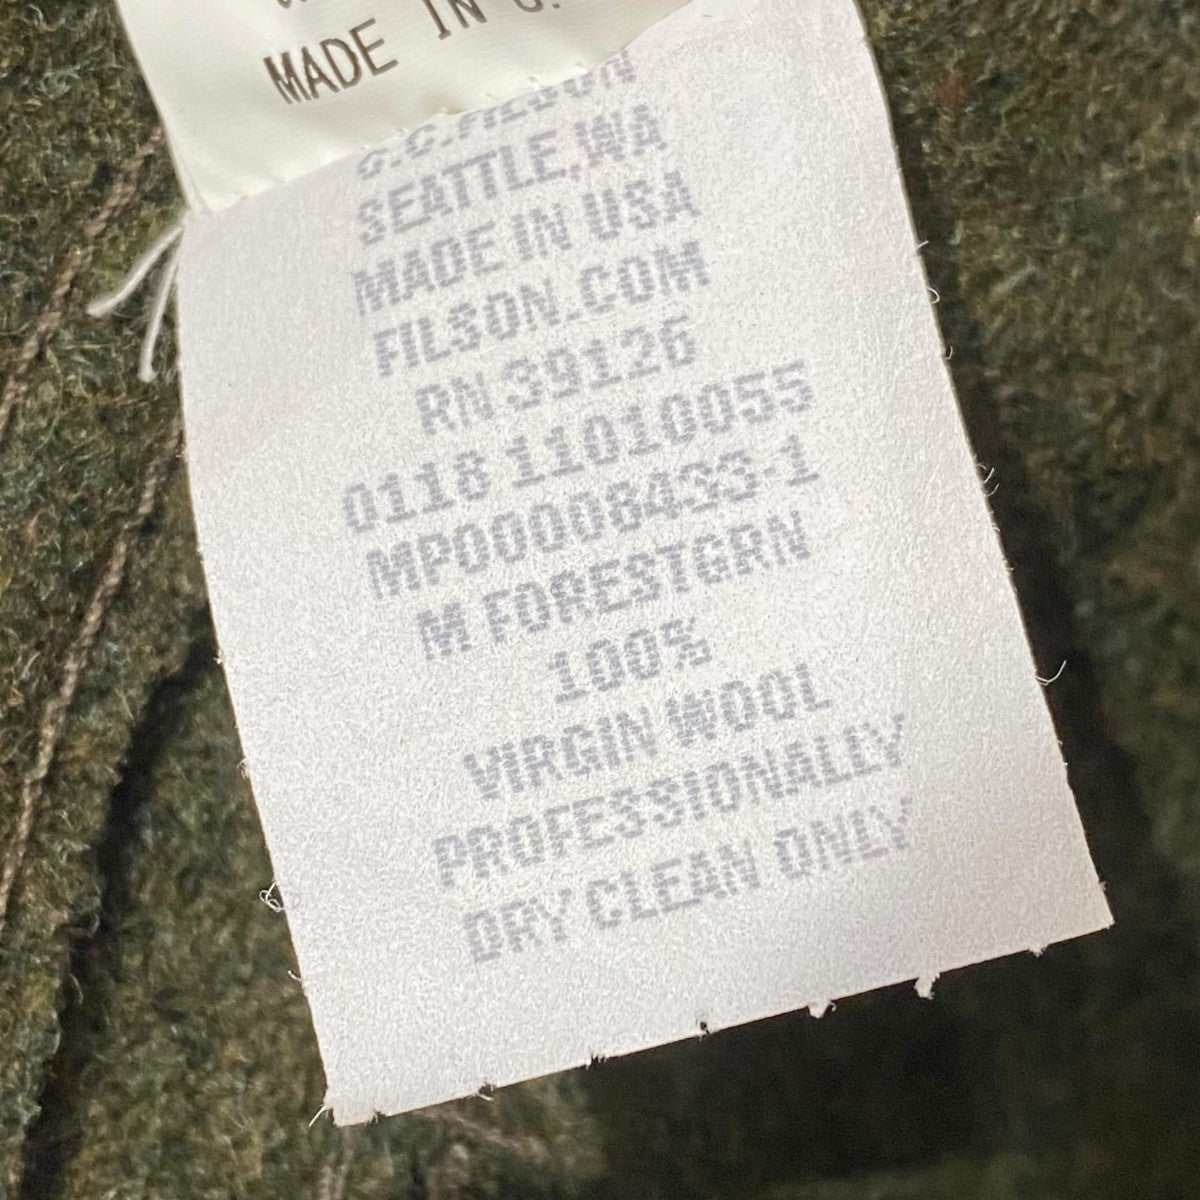 MADE IN U.
C.C.FILSON
SEATTLE,WA
MADE IN USA
FILSON.COM
RN 39126
0118 11010055
MP00008433-1
M FORESTGRN
100%
VIRGIN WOOL
PROFESSIONALLY
DRY CLEAN ONLY